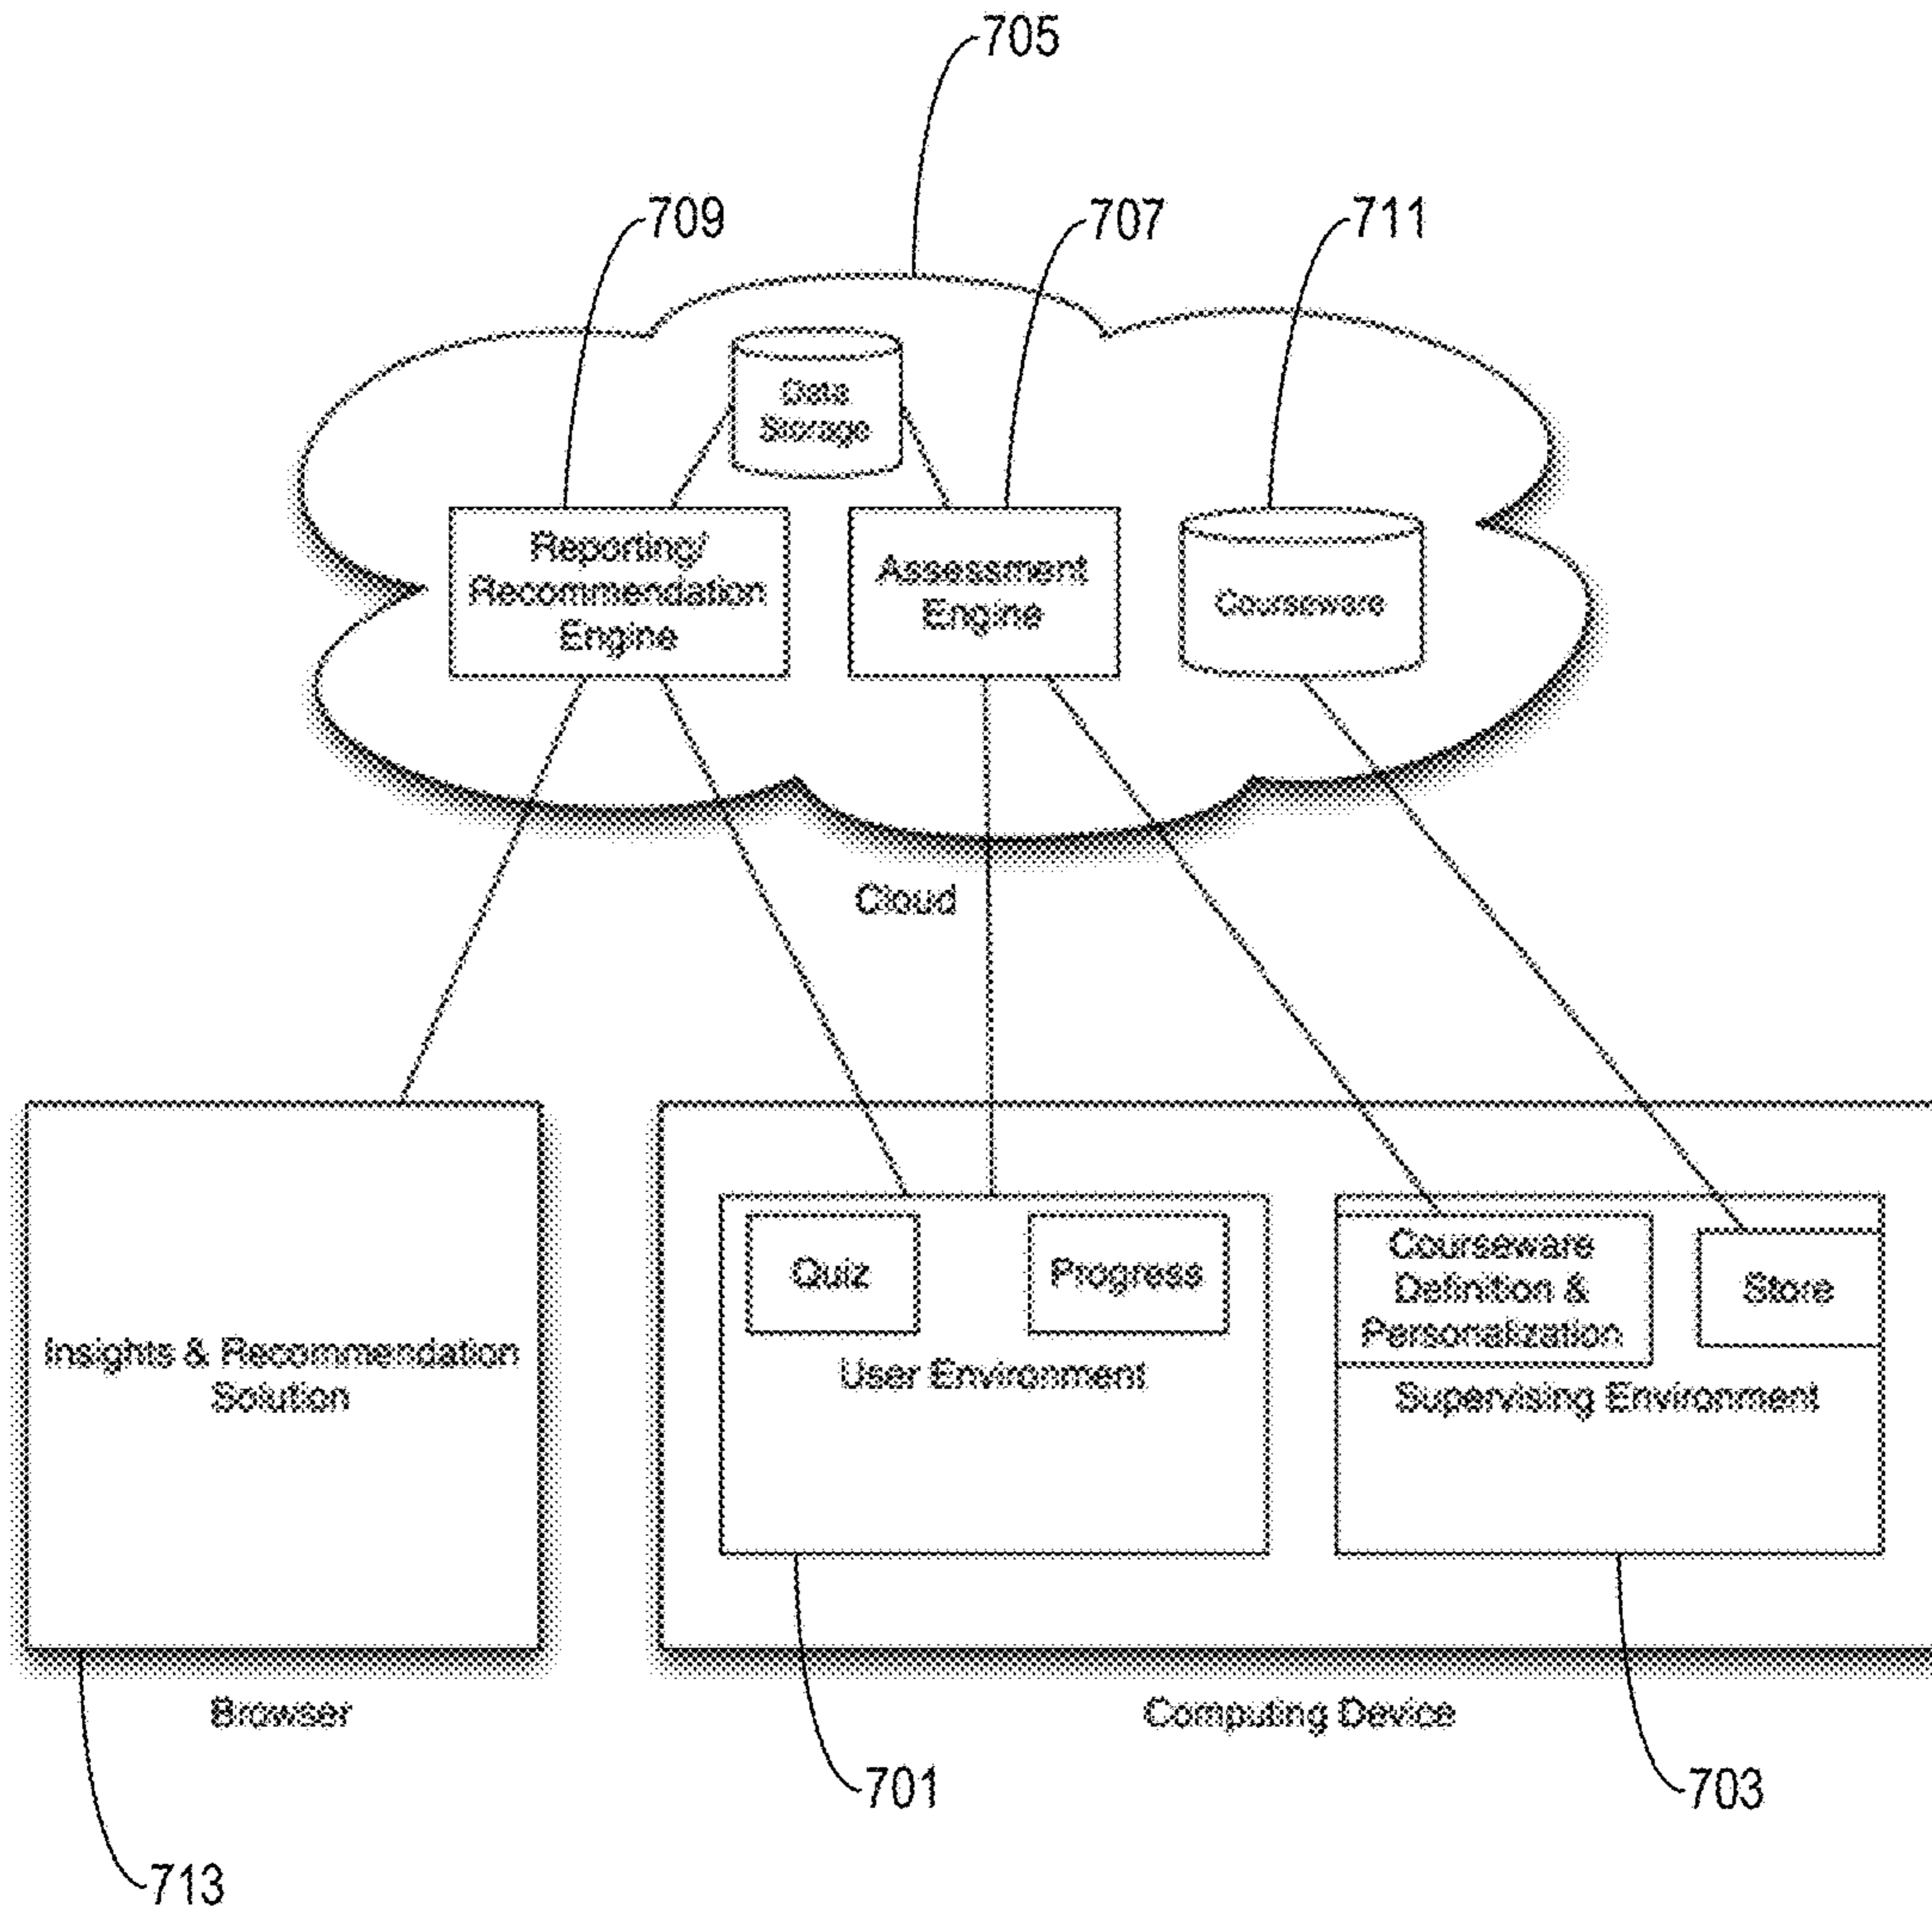 705
709
707
711
Data
Storage
Reporting/
Recommendation
Engine
Assessment
Engine
Courseware
Cloud
Insights & Recommendation
Solution
Browser
Quiz
Progress
User Environment
Courseware
Definition &
Personalization
Store
Supervising Environment
Computing Device
701
703
713